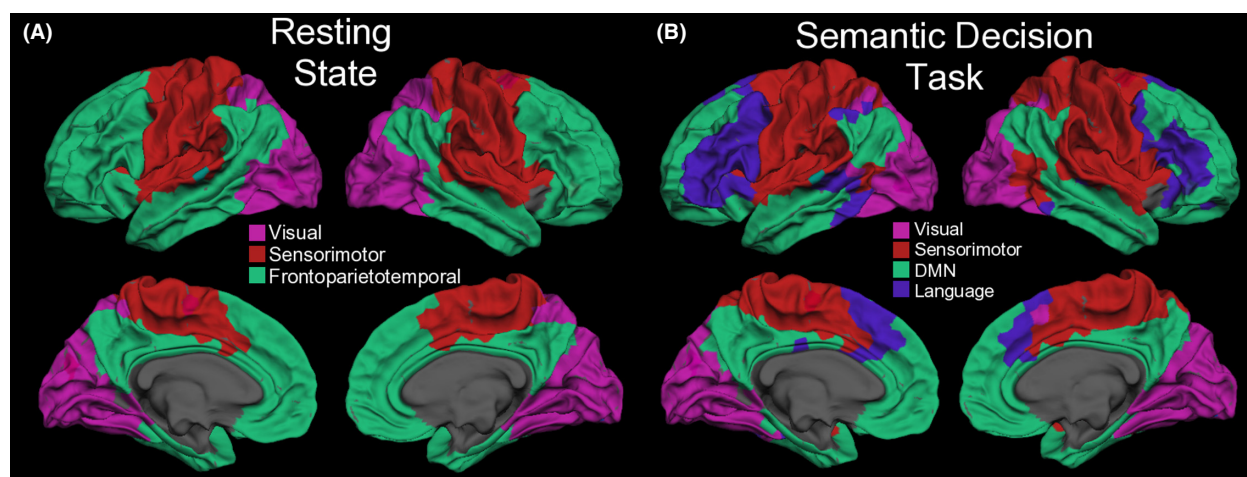 (A)
Resting
State
Visual
Sensorimotor
Frontoparietotemporal
(B)
Semantic Decision
Task
Visual
Sensorimotor
DMN
Language